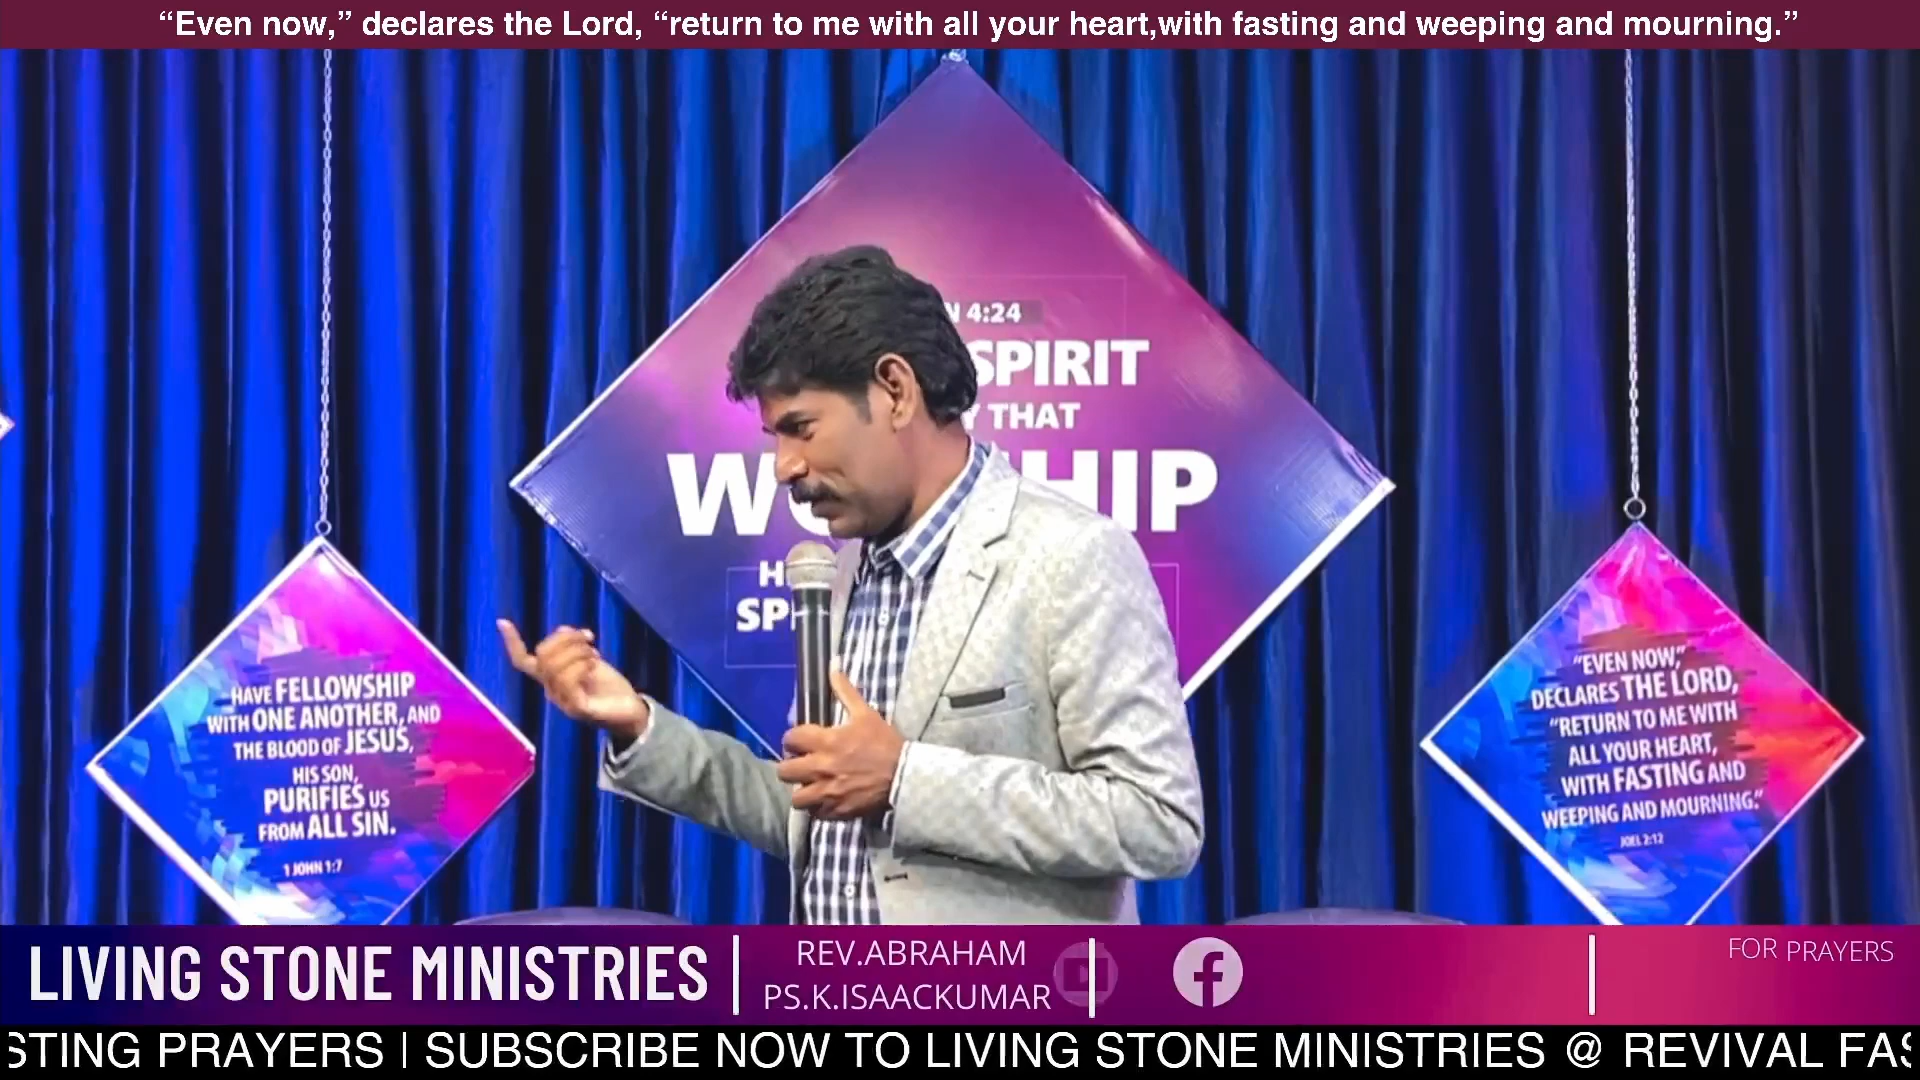 “Even now,” declares the Lord, “return to me with all your heart,with fasting and weeping and mourning.”
4:24
SPIRIT
THAT
HAVE FELLOWSHIP
WITH ONE ANOTHER, AND
THE BLOOD OF JESUS,
HIS SON,
PURIFIES US
FROM ALL SIN.
1 JOHN 1:7
“EVEN NOW,”
DECLARES THE LORD,
“RETURN TO ME WITH
ALL YOUR HEART,
WITH FASTING AND
WEEPING AND MOURNING.”
JOEL 2:12
LIVING STONE MINISTRIES
REV.ABRAHAM
PS.K.ISAACKUMAR
FOR PRAYERS
STING PRAYERS | SUBSCRIBE NOW TO LIVING STONE MINISTRIES @ REVIVAL FAS